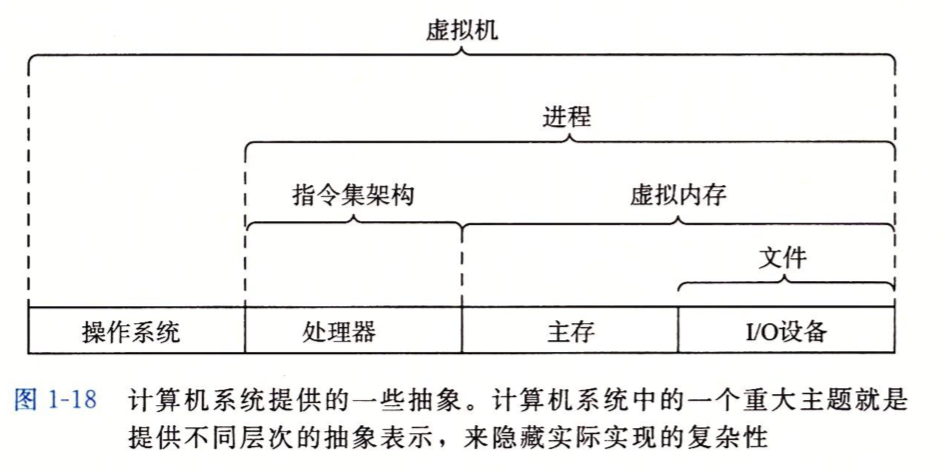 虚拟机
进程
指令集架构 虚拟内存
文件
操作系统 处理器 主存 I/O设备
图 1-18 计算机系统提供的一些抽象。计算机系统中的一个重大主题就是
提供不同层次的抽象表示，来隐藏实际实现的复杂性